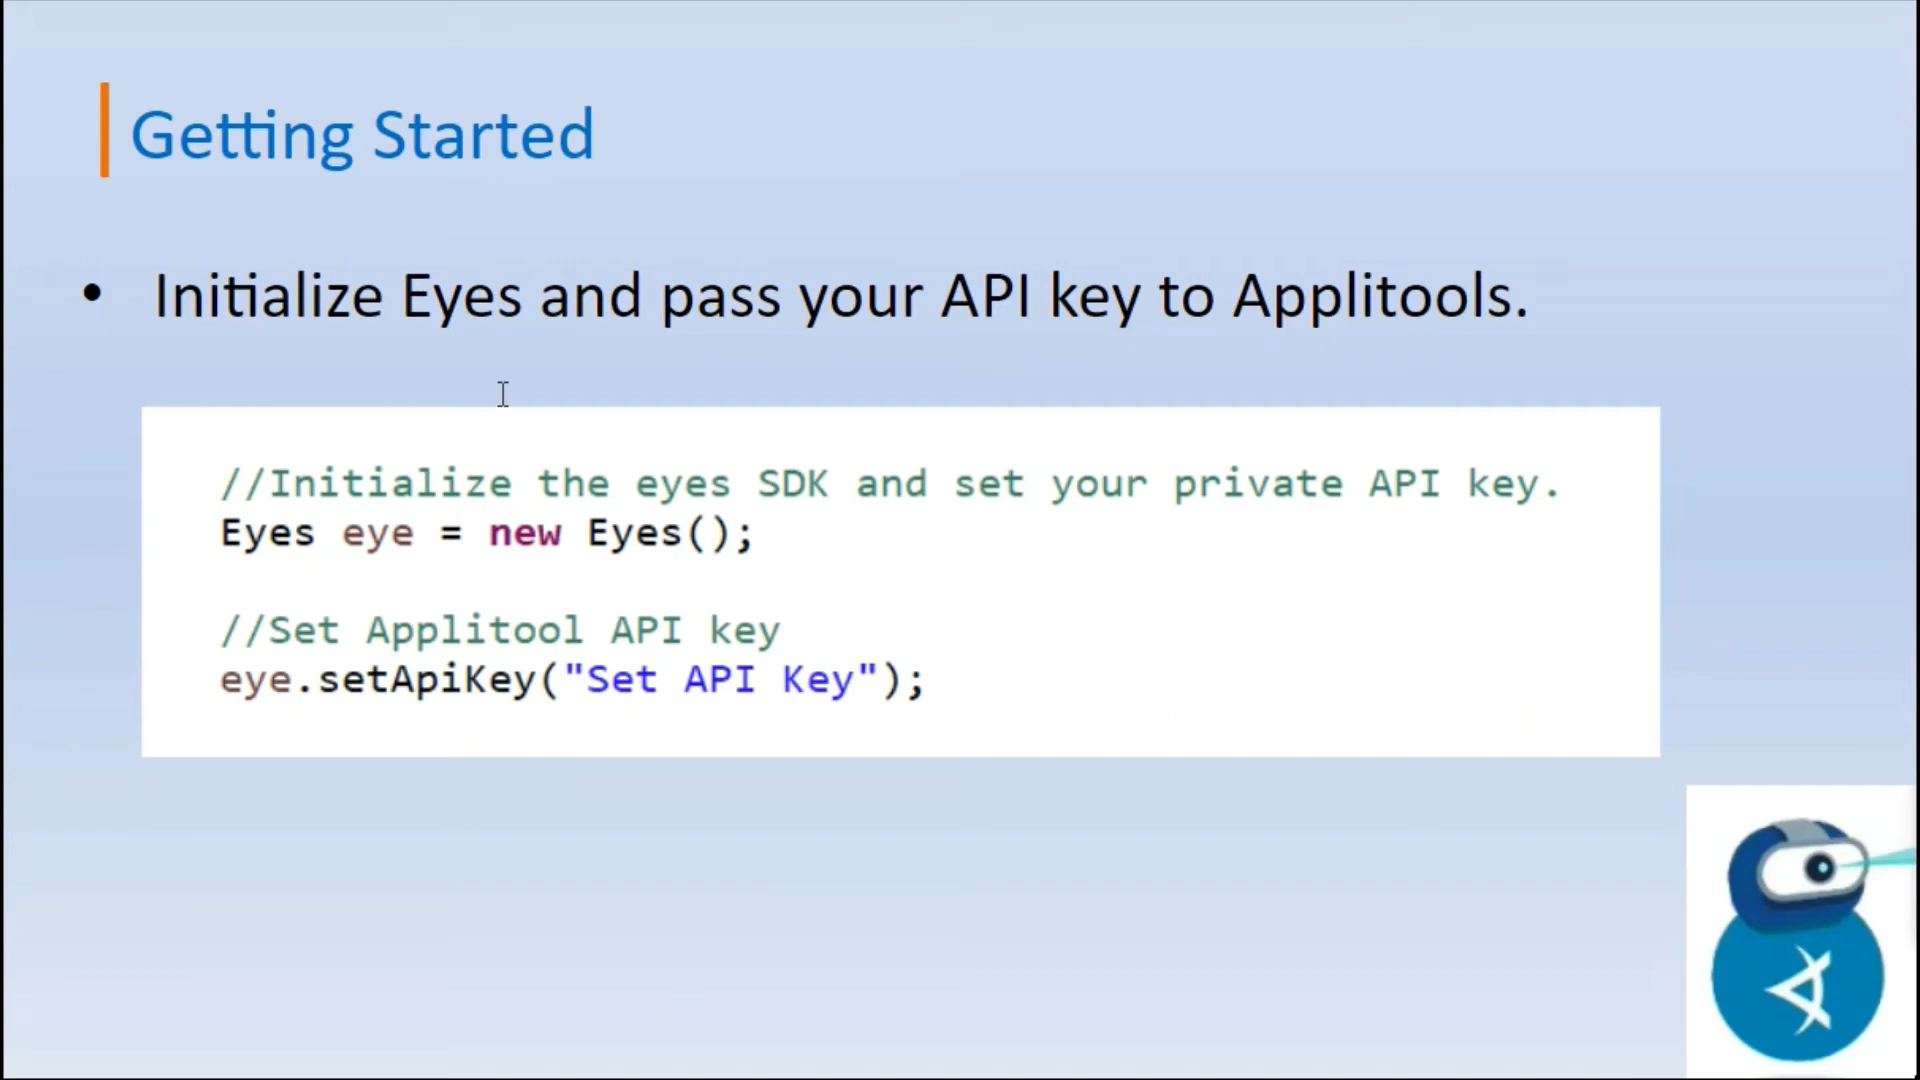 Getting Started
• Initialize Eyes and pass your API key to Applitools.
//Initialize the eyes SDK and set your private API key.
Eyes eye = new Eyes();
//Set Applitool API key
eye.setApiKey("Set API Key");